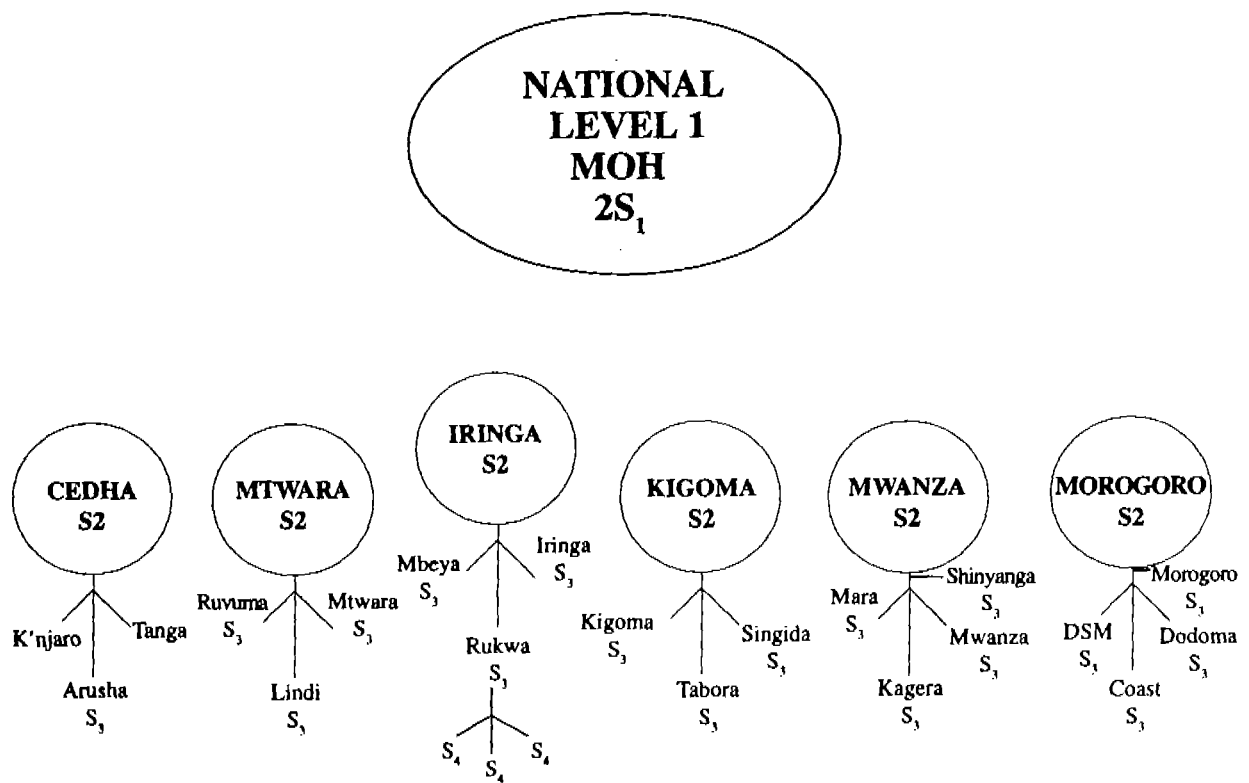 NATIONAL
LEVEL 1
MOH
2S₁
CEDHA
S2
K'njaro
Tanga
Arusha
S₃
MTWARA
S2
Ruvuma
S₃
Mtwara
S₃
Lindi
S₃
IRINGA
S2
Mbeya
S₃
Iringa
S₃
Rukwa
S₃
S₄
S₄
S₄
KIGOMA
S2
Kigoma
S₃
Singida
S₃
Tabora
S₃
MWANZA
S2
Shinyanga
S₃
Mara
S₃
Mwanza
S₃
Kagera
S₃
MOROGORO
S2
Morogoro
S₃
DSM
S₃
Dodoma
S₃
Coast
S₃